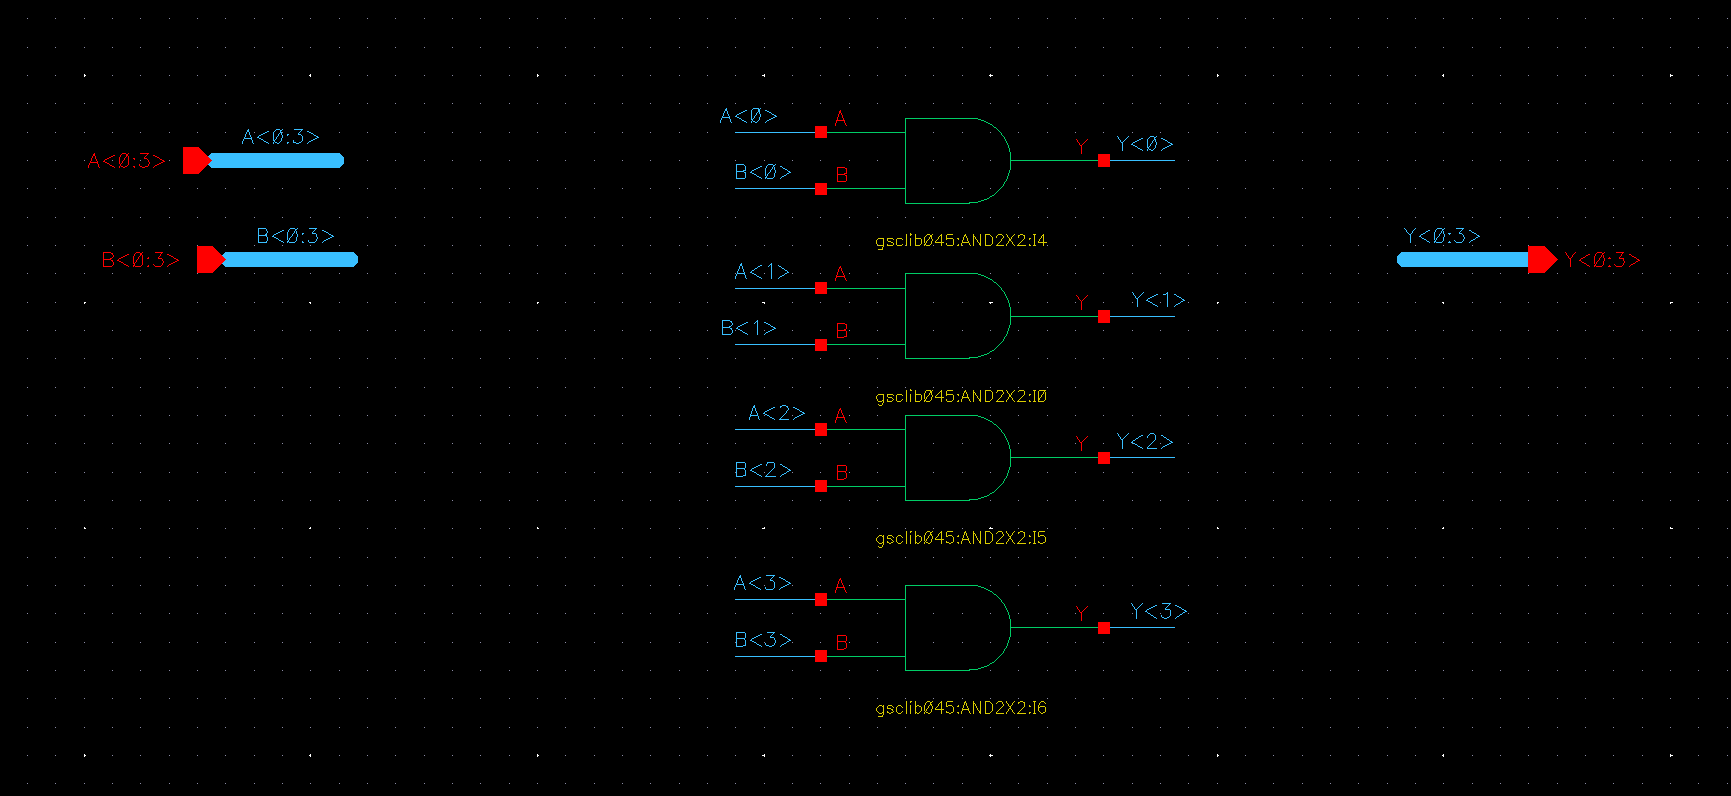 A<0:3>
A<0:3>
B<0:3>
B<0:3>
A<0>
A
B<0>
B
Y
Y<0>
gsclib045:AND2X2:I4
A<1>
A
B<1>
B
Y
Y<1>
gsclib045:AND2X2:I0
A<2>
A
B<2>
B
Y
Y<2>
gsclib045:AND2X2:I5
A<3>
A
B<3>
B
Y
Y<3>
gsclib045:AND2X2:I6
Y<0:3>
Y<0:3>